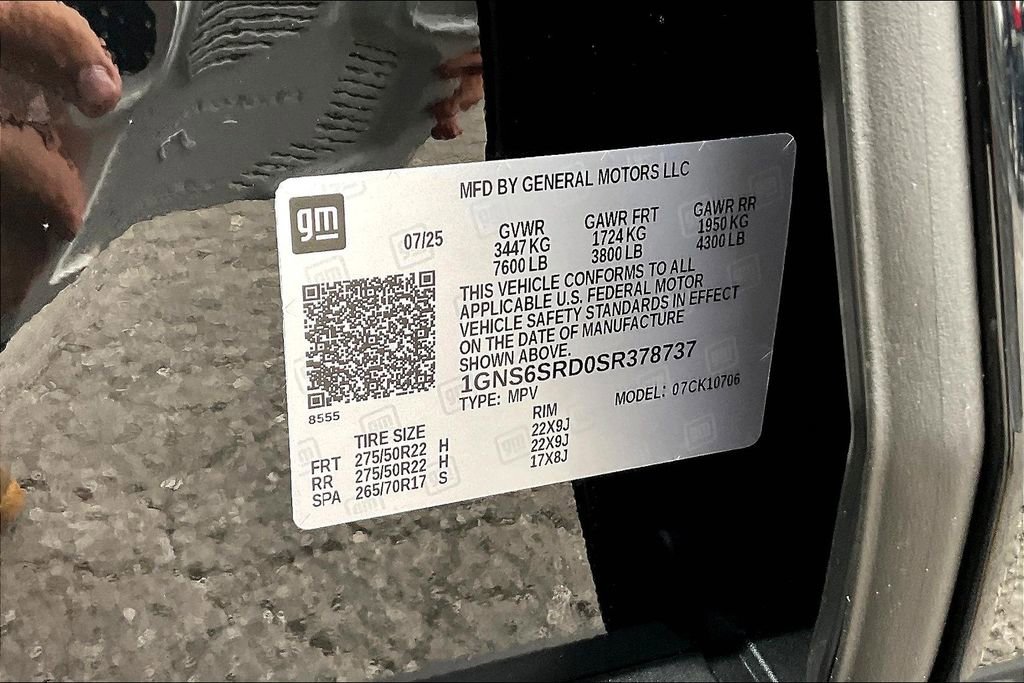 MFD BY GENERAL MOTORS LLC
gm
07/25
GVWR GAWR FRT GAWR RR
3447 KG 1724 KG 1950 KG
7600 LB 3800 LB 4300 LB
THIS VEHICLE CONFORMS TO ALL
APPLICABLE U.S. FEDERAL MOTOR
VEHICLE SAFETY STANDARDS IN EFFECT
ON THE DATE OF MANUFACTURE
SHOWN ABOVE.
1GNS6SRD0SR378737
TYPE: MPV MODEL: 07CK10706
8555
TIRE SIZE RIM
FRT 275/50R22 H 22X9J
RR 275/50R22 H 22X9J
SPA 265/70R17 S 17X8J